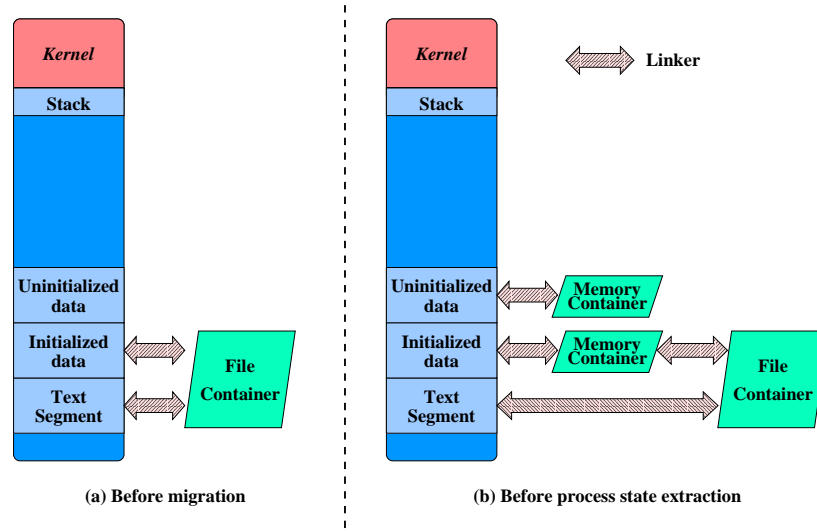 Kernel
Stack
Uninitialized
data
Initialized
data
Text
Segment
File
Container
(a) Before migration
Kernel
Linker
Stack
Uninitialized
data
Memory
Container
Initialized
data
Memory
Container
File
Container
Text
Segment
(b) Before process state extraction